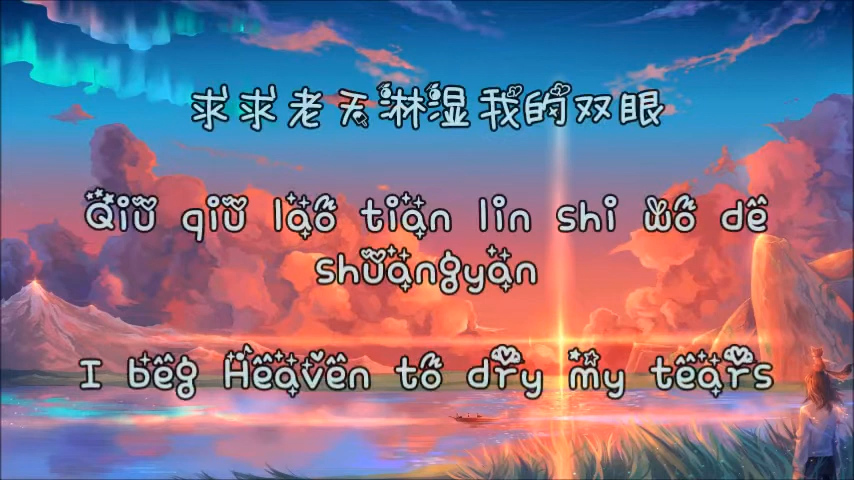 求求老天淋湿我的双眼
Qiu qiu lao tian lin shi wo de
shuangyan
I beg Heaven to dry my tears